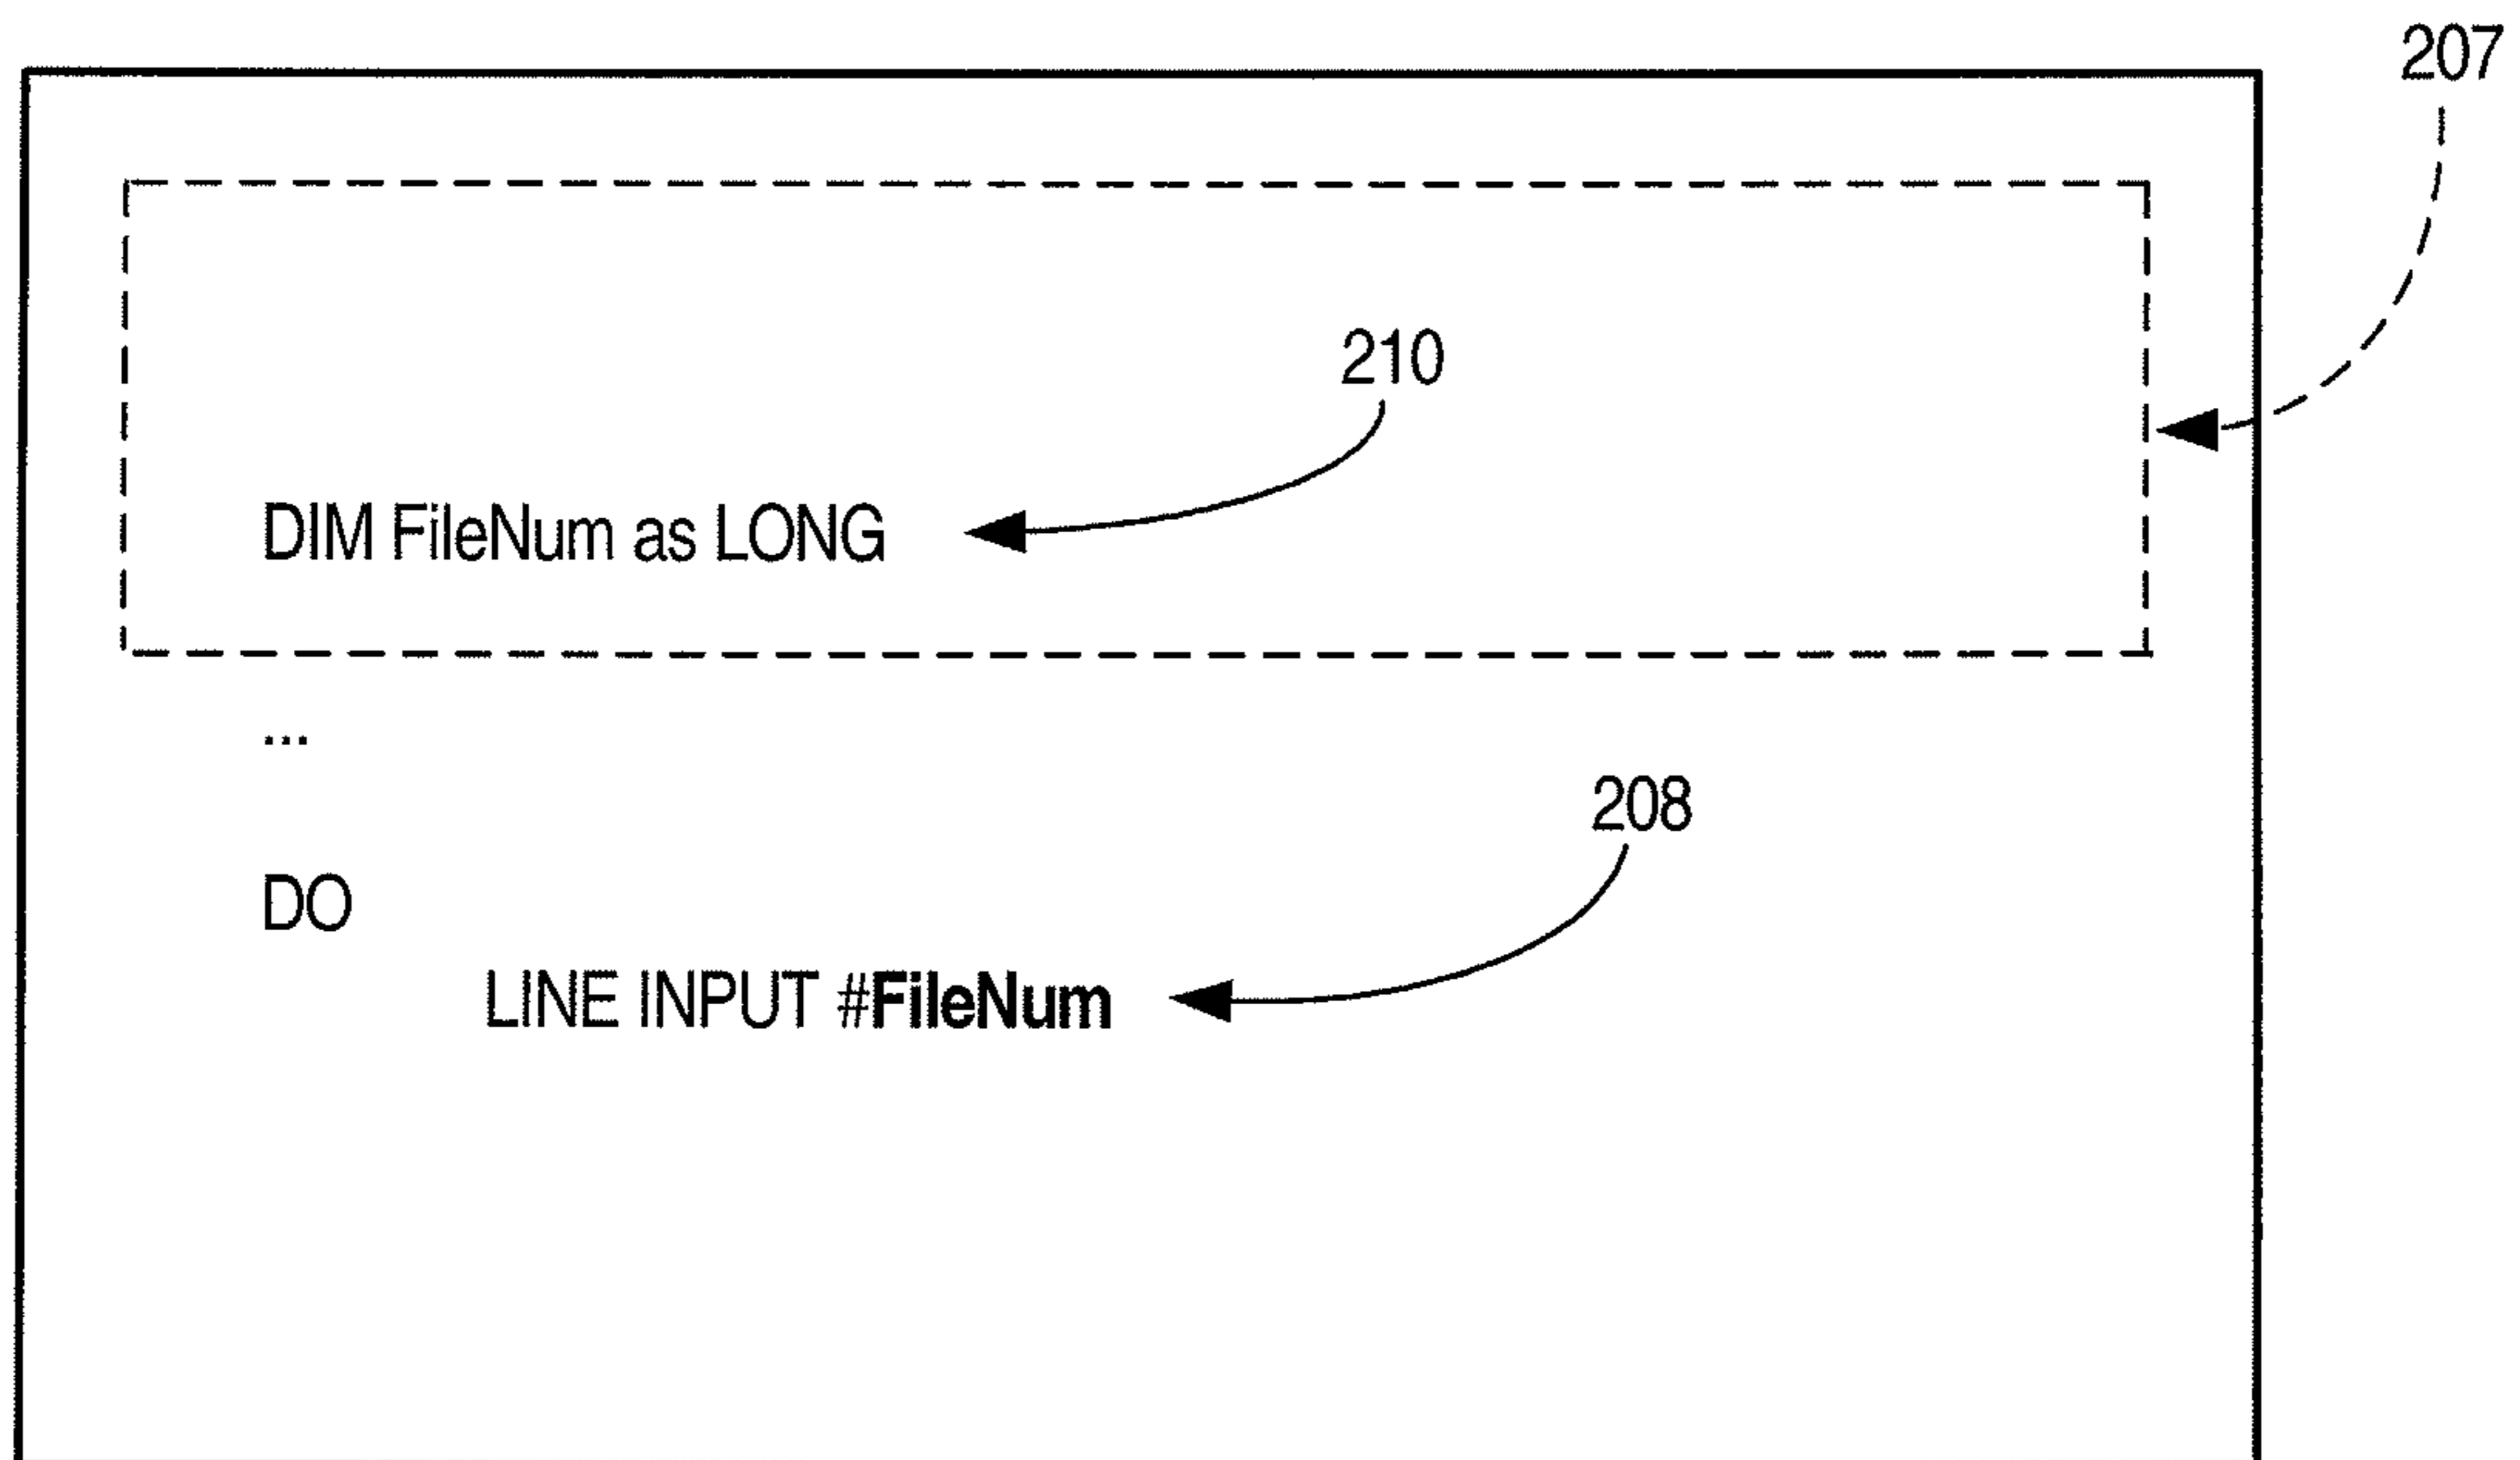 207
210
DIM FileNum as LONG
...
208
DO
LINE INPUT #FileNum